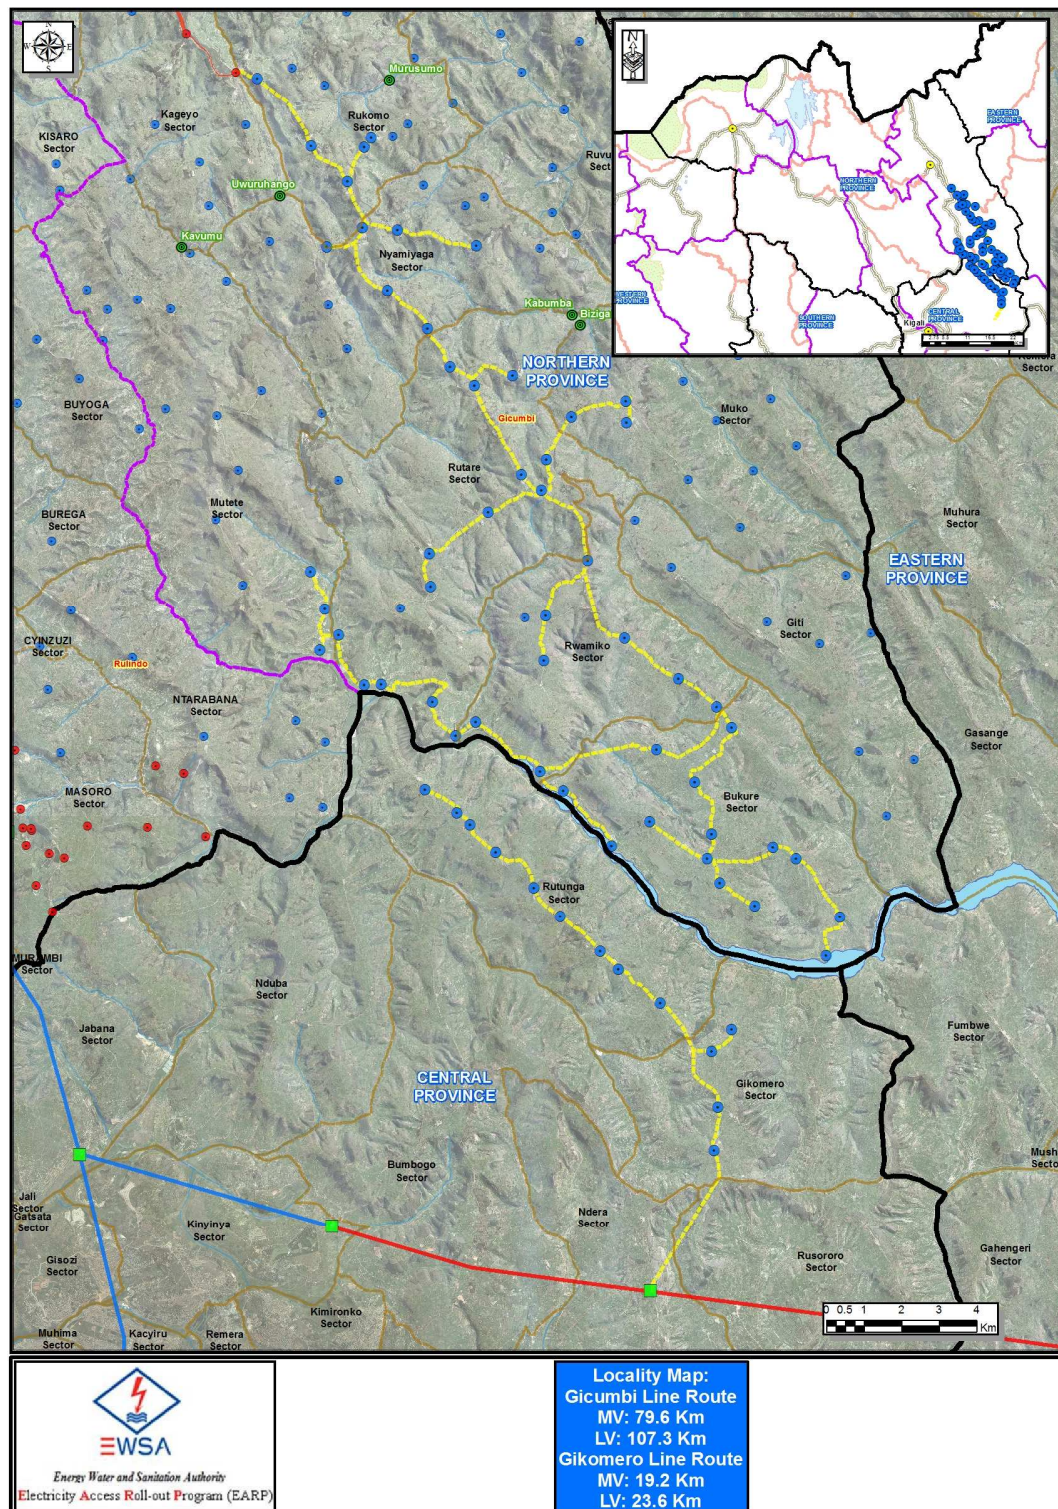 N
W E
S
Murusumo
Kageyo
Sector
Rukomo
Sector
KISARO
Sector
Uwuruhango
Kavumu
Nyamiyaga
Sector
Kabumba
Biziga
NORTHERN
PROVINCE
BUYOGA
Sector
Gicumbi
Muko
Sector
Rutare
Sector
Mutete
Sector
BUREGA
Sector
Muhura
Sector
EASTERN
PROVINCE
Giti
Sector
CYINZUZI
Sector
Rulindo
Rwamiko
Sector
NTARABANA
Sector
Gasange
Sector
MASORO
Sector
Bukure
Sector
Rutunga
Sector
Sector
Nduba
Sector
Jabana
Sector
Fumbwe
Sector
CENTRAL
PROVINCE
Gikomero
Sector
Bumbogo
Sector
Mush
Sector
Jali
Sector
Gatsata
Sector
Kinyinya
Sector
Ndera
Sector
Gisozi
Sector
Rusororo
Sector
Gahengeri
Sector
Kimironko
Sector
Muhima
Sector
Kacyiru
Sector
Remera
Sector
0 0.5 1 2 3 4
Km
N
EASTERN
PROVINCE
NORTHERN
PROVINCE
WESTERN
PROVINCE
SOUTHERN
PROVINCE
CENTRAL
PROVINCE
Kigali
EWSA
Energy Water and Sanitation Authority
Electricity Access Roll-out Program (EARP)
Locality Map:
Gicumbi Line Route
MV: 79.6 Km
LV: 107.3 Km
Gikomero Line Route
MV: 19.2 Km
LV: 23.6 Km